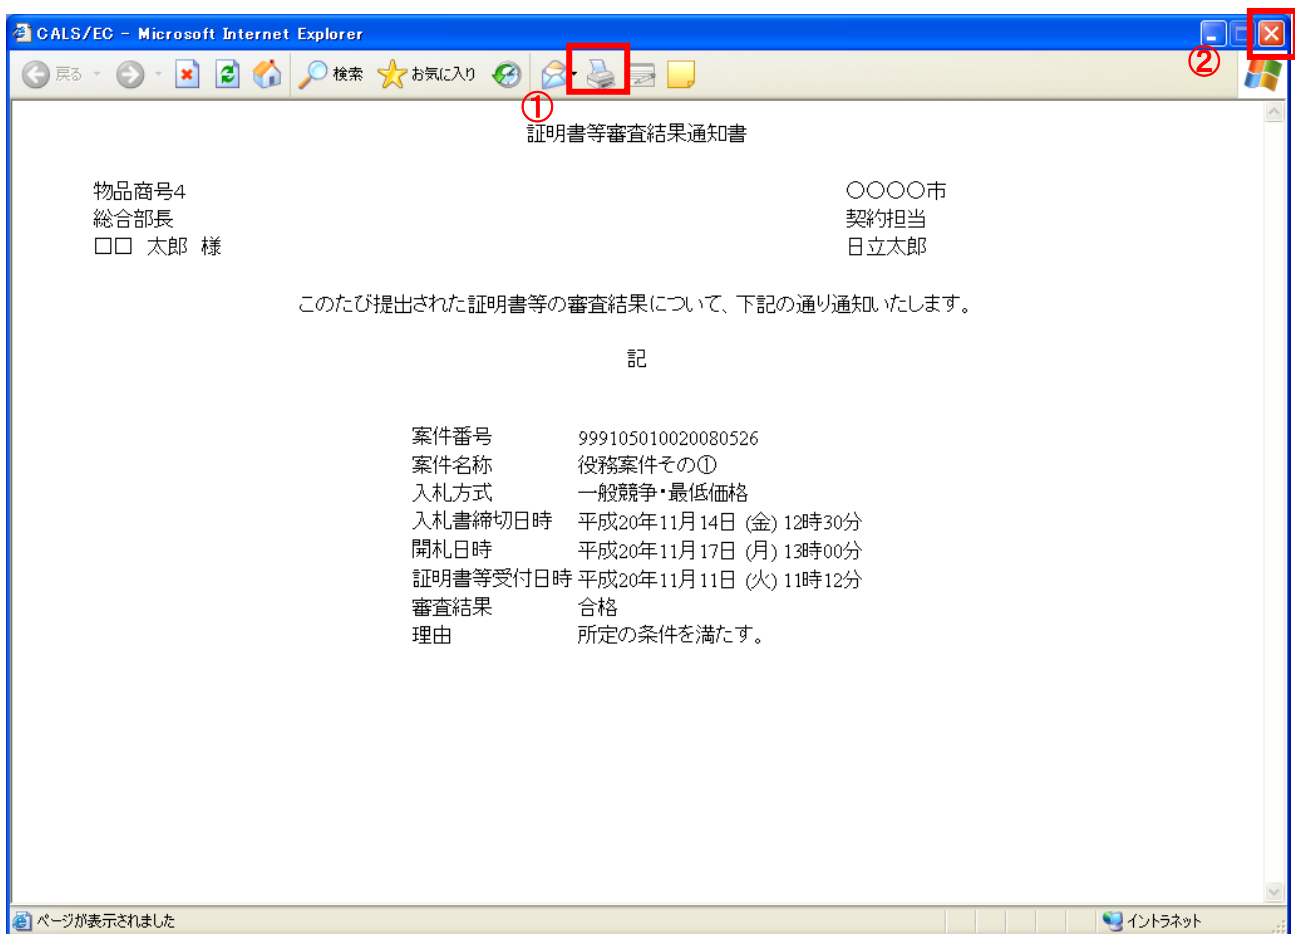 CALS/EC - Microsoft Internet Explorer
戻る 検索 お気に入り
①
②
証明書等審査結果通知書
物品商号4 〇〇〇〇市
総合部長 契約担当
口口 太郎 様 日立太郎
このたび提出された証明書等の審査結果について、下記の通り通知いたします。
記
案件番号 999105010020080526
案件名称 役務案件その①
入札方式 一般競争・最低価格
入札書締切日時 平成20年11月14日 (金) 12時30分
開札日時 平成20年11月17日 (月) 13時00分
証明書等受付日時 平成20年11月11日 (火) 11時12分
審査結果 合格
理由 所定の条件を満たす。
ページが表示されました イントラネット